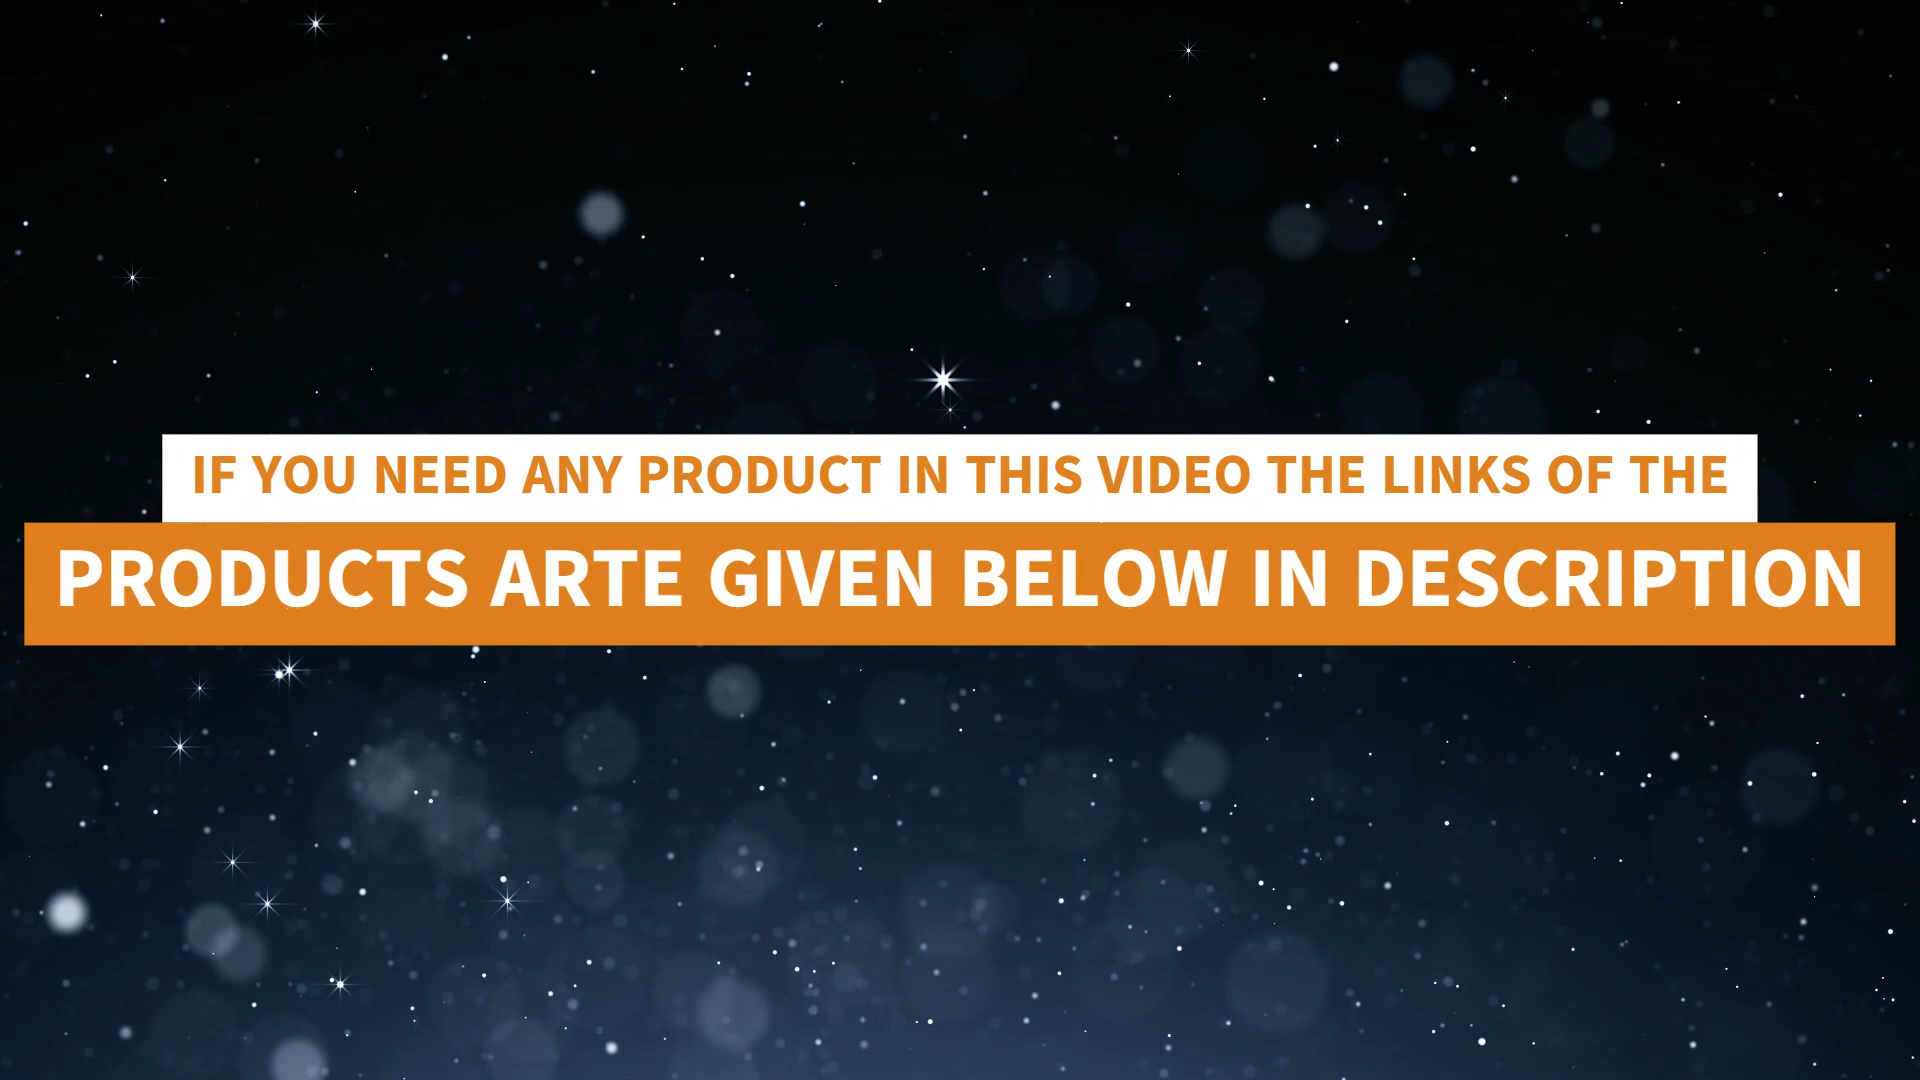 IF YOU NEED ANY PRODUCT IN THIS VIDEO THE LINKS OF THE
PRODUCTS ARTE GIVEN BELOW IN DESCRIPTION